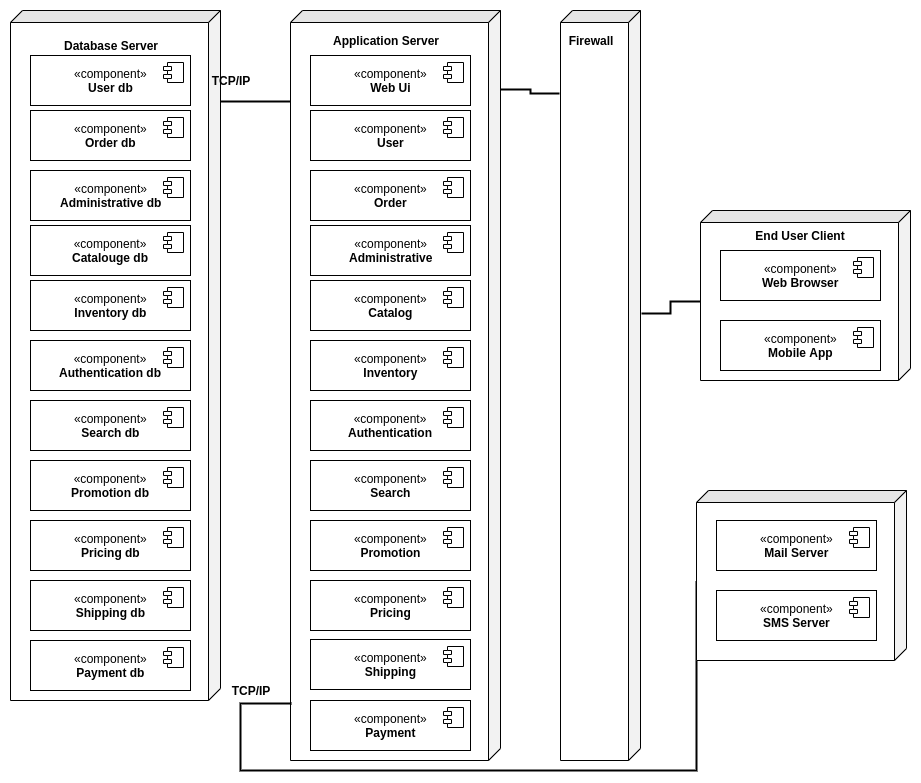 Database Server
«component»
User db
«component»
Order db
«component»
Administrative db
«component»
Catalouge db
«component»
Inventory db
«component»
Authentication db
«component»
Search db
«component»
Promotion db
«component»
Pricing db
«component»
Shipping db
«component»
Payment db
TCP/IP
TCP/IP
Application Server
«component»
Web Ui
«component»
User
«component»
Order
«component»
Administrative
«component»
Catalog
«component»
Inventory
«component»
Authentication
«component»
Search
«component»
Promotion
«component»
Pricing
«component»
Shipping
«component»
Payment
Firewall
End User Client
«component»
Web Browser
«component»
Mobile App
«component»
Mail Server
«component»
SMS Server